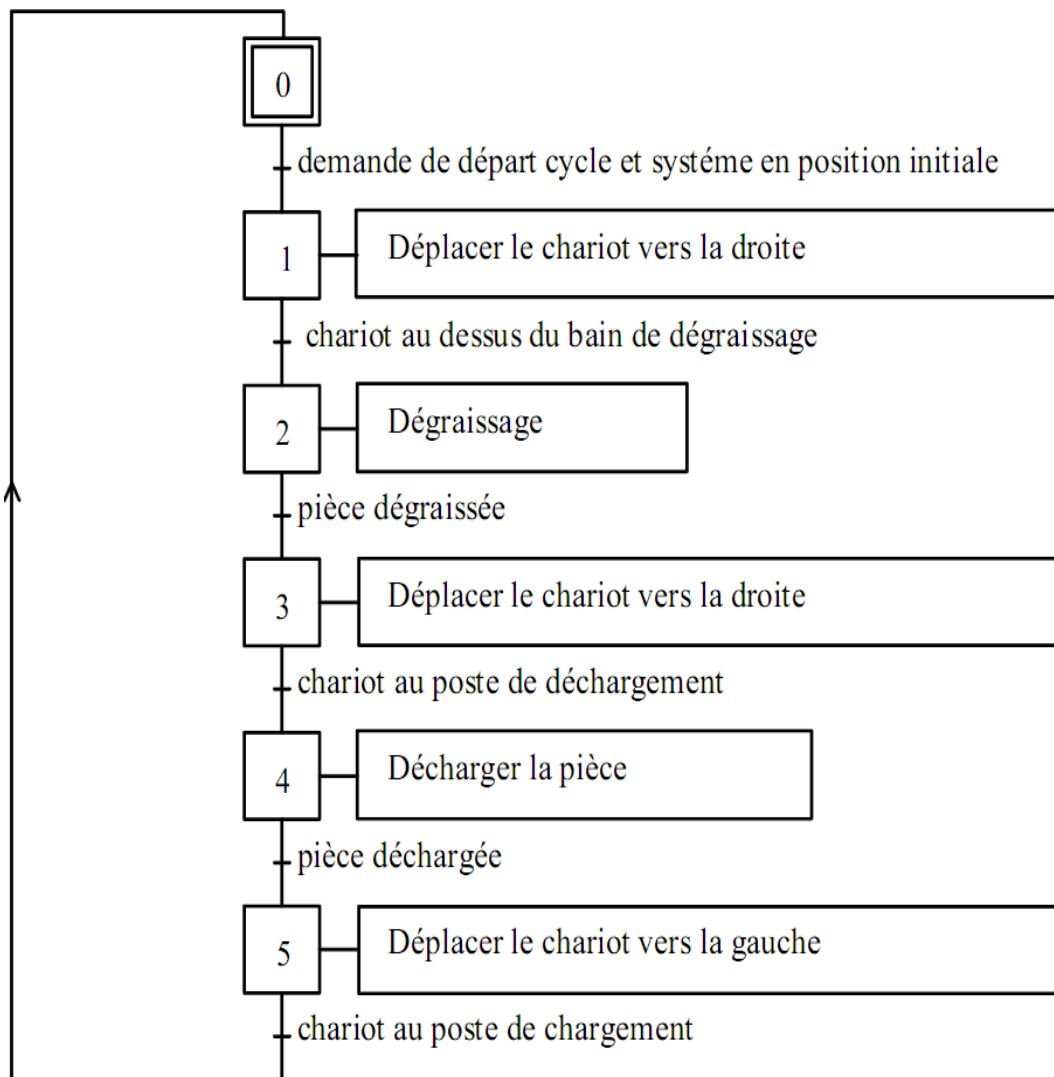 0
demande de départ cycle et systéme en position initiale
1
Déplacer le chariot vers la droite
chariot au dessus du bain de dégraissage
2
Dégraissage
pièce dégraissée
3
Déplacer le chariot vers la droite
chariot au poste de déchargement
4
Décharger la pièce
pièce déchargée
5
Déplacer le chariot vers la gauche
chariot au poste de chargement